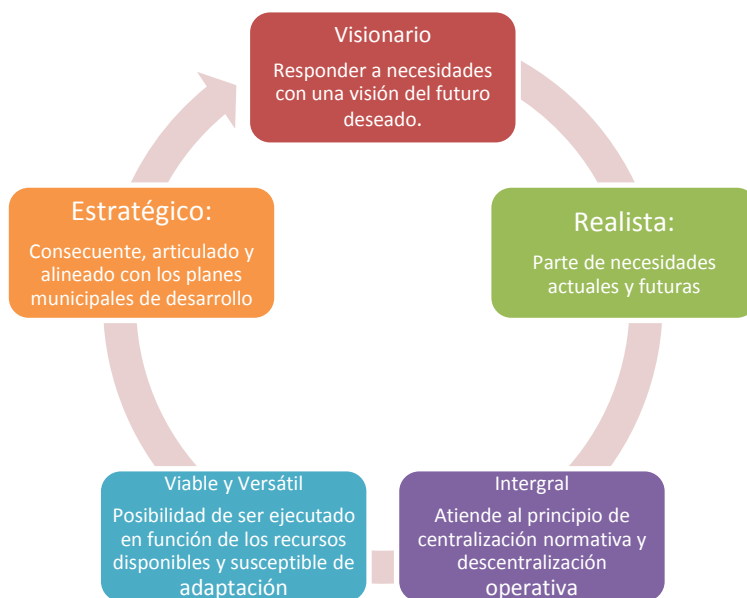 Visionario
Responder a necesidades
con una visión del futuro
deseado.
Realista:
Parte de necesidades
actuales y futuras
Intergral
Atiende al principio de
centralización normativa y
descentralización
operativa
Viable y Versátil
Posibilidad de ser ejecutado
en función de los recursos
disponibles y susceptible de
adaptación
Estratégico:
Consecuente, articulado y
alineado con los planes
municipales de desarrollo